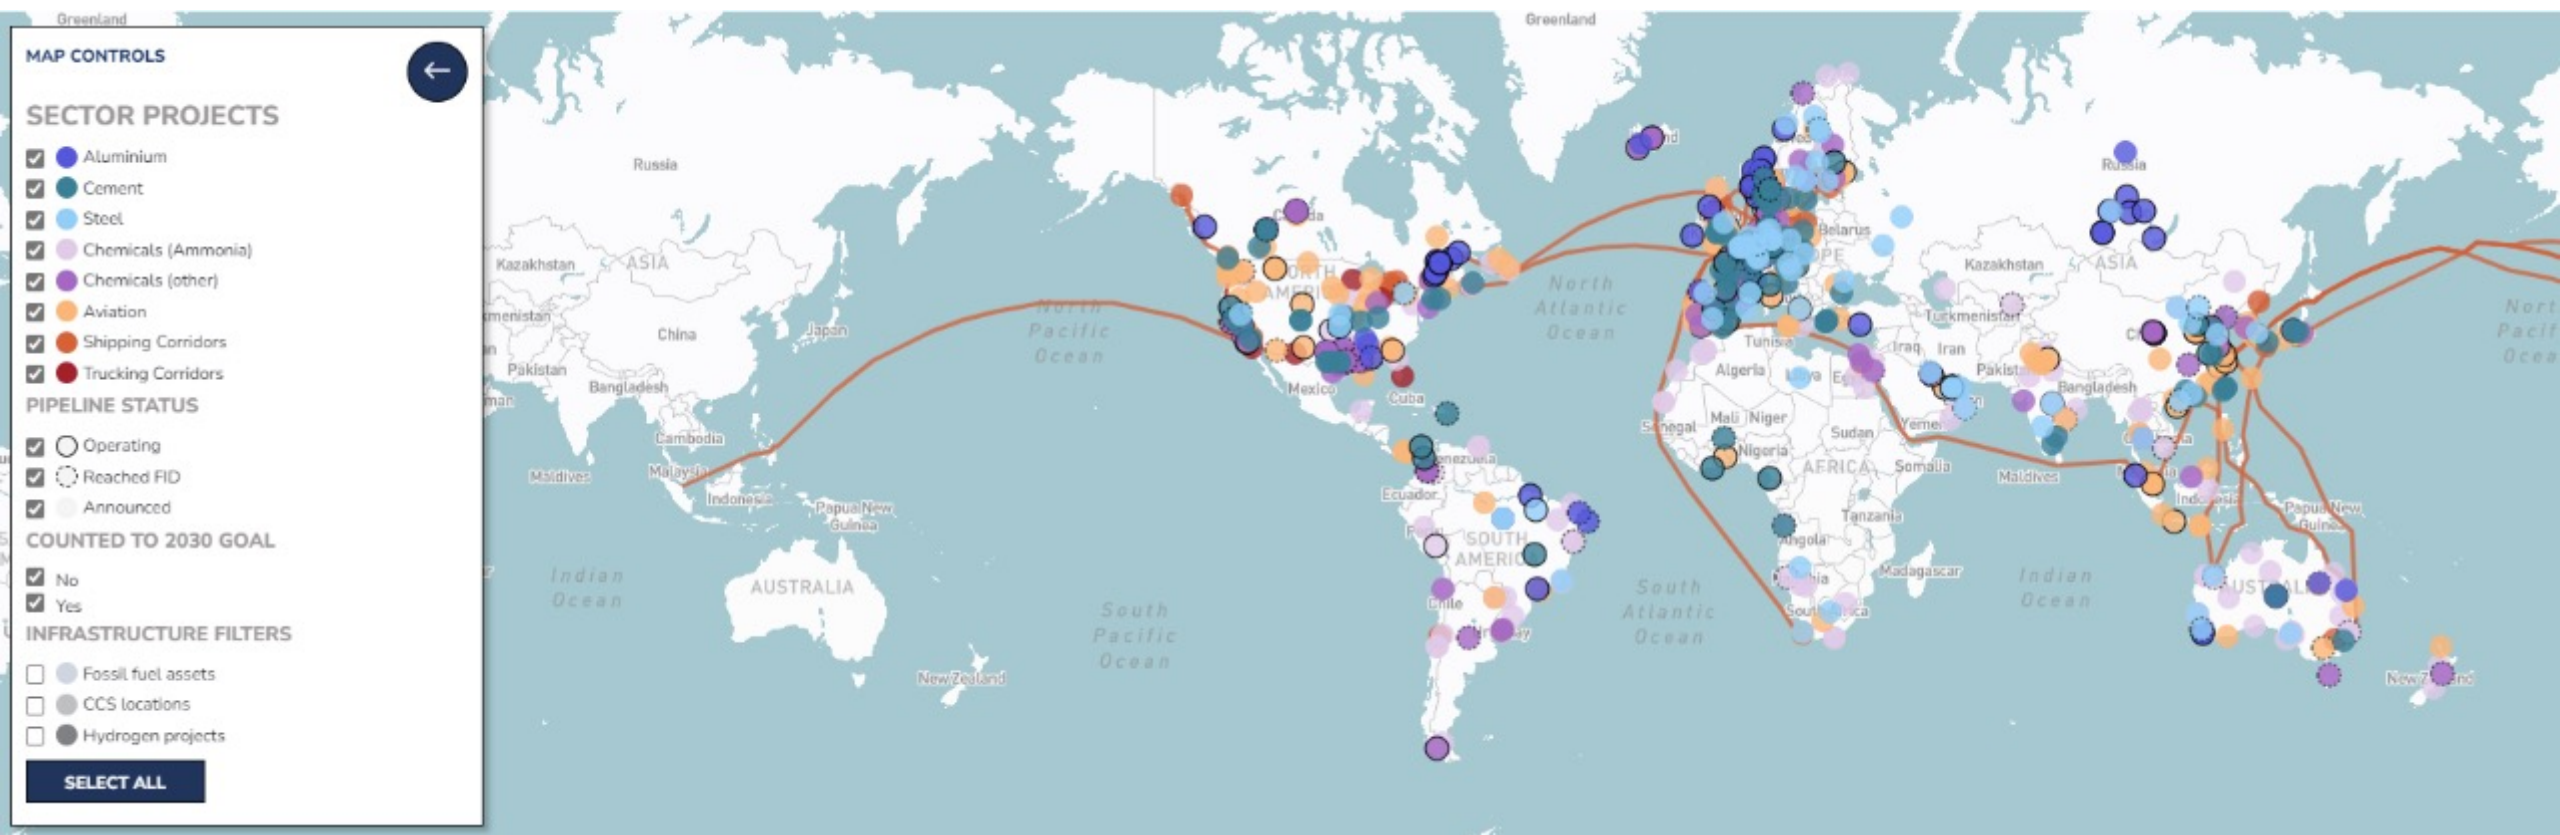 MAP CONTROLS
SECTOR PROJECTS
Aluminium
Cement
Steel
Chemicals (Ammonia)
Chemicals (other)
Aviation
Shipping Corridors
Trucking Corridors
PIPELINE STATUS
Operating
Reached FID
Announced
COUNTED TO 2030 GOAL
No
Yes
INFRASTRUCTURE FILTERS
Fossil fuel assets
CCS locations
Hydrogen projects
SELECT ALL
Greenland
Russia
Kazakhstan
ASIA
menistan
China
Japan
Pakistan
Bangladesh
Cambodia
Maldives
Malaysia
Indonesia
Papua New
Guinea
Indian
Ocean
AUSTRALIA
New Zealand
North
Pacific
Ocean
South
Pacific
Ocean
Greenland
Mexico
Cuba
Ecuador
SOUTH
AMERIC
Chile
North
Atlantic
Ocean
South
Atlantic
Ocean
Belarus
Tunisia
Algeria
Mali
Niger
Nigeria
Sudan
AFRICA
Somalia
Tanzania
Angola
Madagascar
Iraq
Iran
Kazakhstan
Turkmenistan
Russia
ASIA
Bangladesh
Maldives
Indian
Ocean
Papua New
Guinea